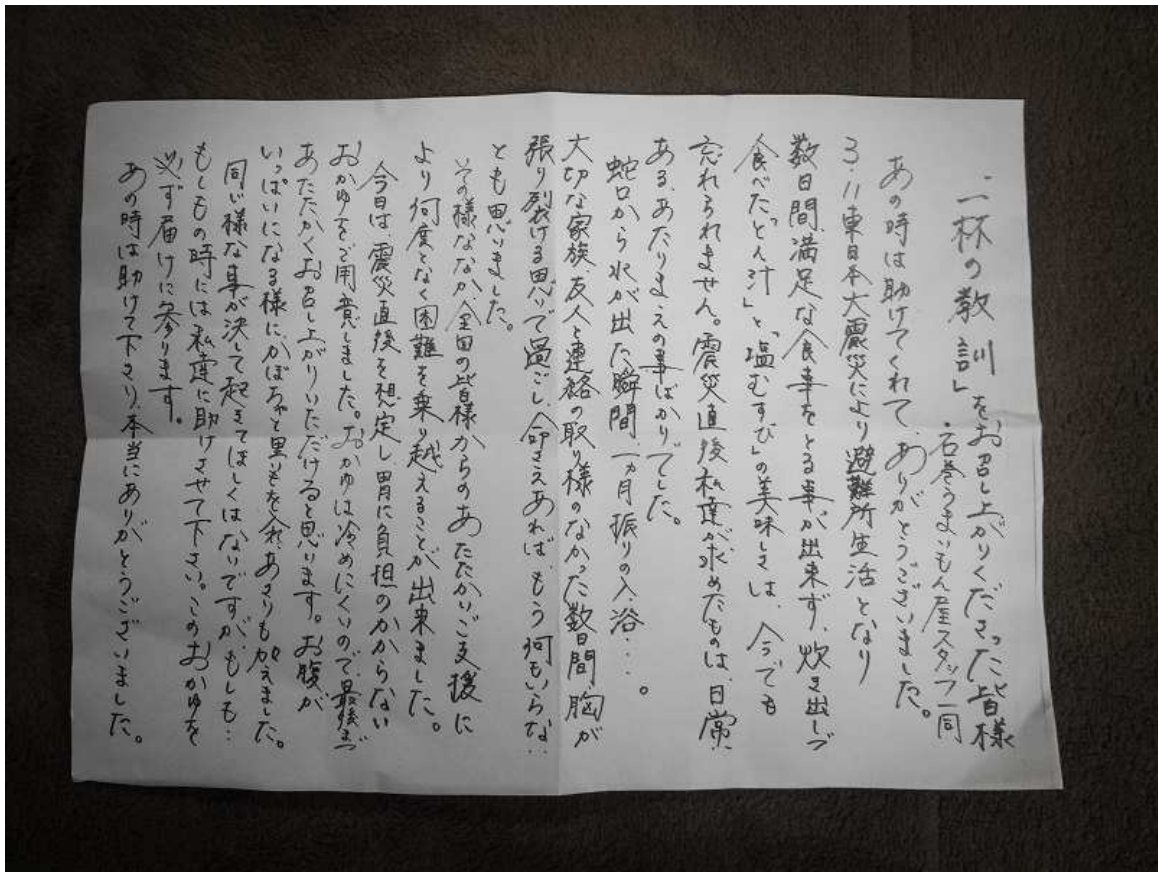 「一杯の教訓」をお召し上がりくださった皆様
・石巻うまいもん屋スタッフ一同
あの時は助けてくれて、ありがとうございました。
3.11東日本大震災により避難所生活となり
数日間満足な食事をとる事が出来ず、炊き出しで
食べた「とん汁」と「塩むすび」の美味しさは、今でも
忘れられません。震災直後私達が求めたものは、日常に
ある、あたりまえの事ばかりでした。
蛇口から水が出た瞬間、一ヵ月振りの入浴・・・。
大切な家族、友人と連絡の取り様のなかった数日間胸が
張り裂ける思いで過ごし、命さえあれば、もう何もいらない
とも思いました。
その様ななか、全国の皆様からのあたたかいご支援に
より何度となく困難を乗り越えることが出来ました。
今日は、震災直後を想定し、胃に負担のかからない
おかゆをご用意しました。おかゆは冷めにくいので、最後まで
あたたかくお召し上がりいただけると思います。お腹が
いっぱいになる様に、かぼちゃと里いもを入れ、あさりも加えました。
同じ様な事が決して起きてほしくはないですが、もしも・・
もしもの時には私達に助けさせて下さい。このおかゆを
必ず届けに参ります。
あの時は助けて下さり、本当にありがとうございました。